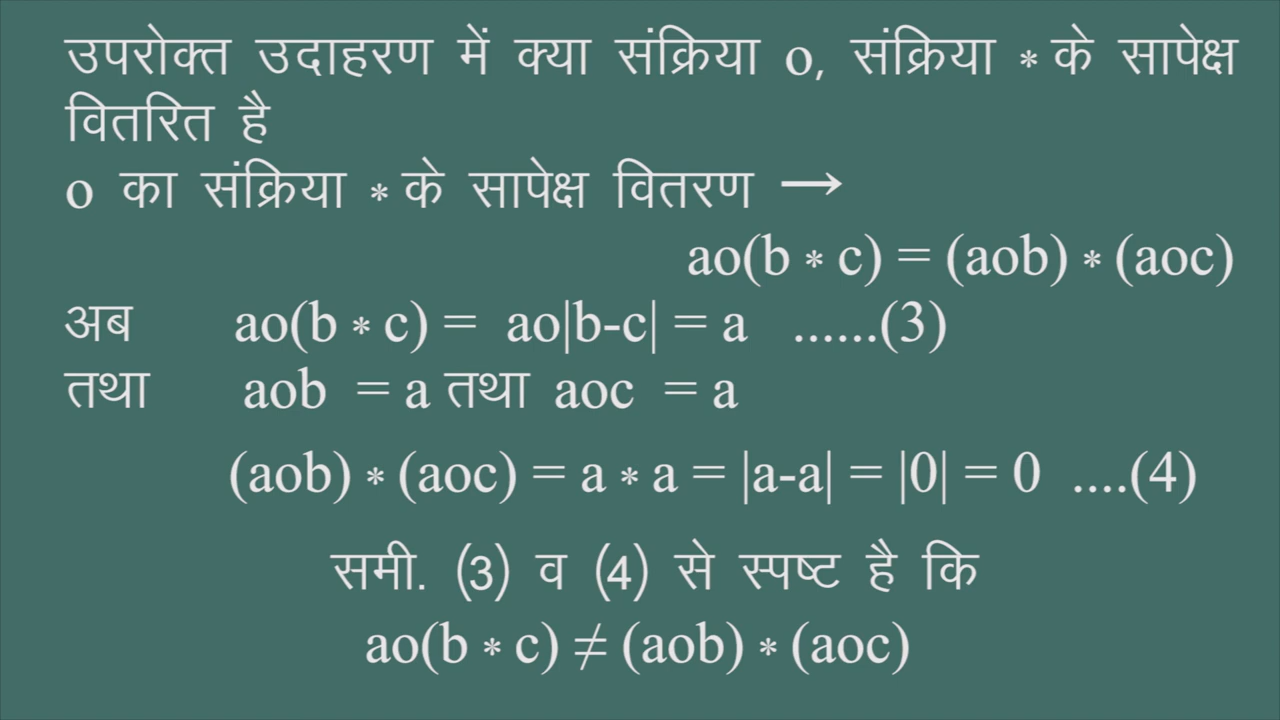 उपरोक्त उदाहरण में क्या संक्रिया o, संक्रिया * के सापेक्ष
वितरित है
o का संक्रिया * के सापेक्ष वितरण →
ao(b * c) = (aob) * (aoc)
अब ao(b * c) = ao|b-c| = a ......(3)
तथा aob = a तथा aoc = a
(aob) * (aoc) = a * a = |a-a| = |0| = 0 ....(4)
समी. (3) व (4) से स्पष्ट है कि
ao(b * c) ≠ (aob) * (aoc)